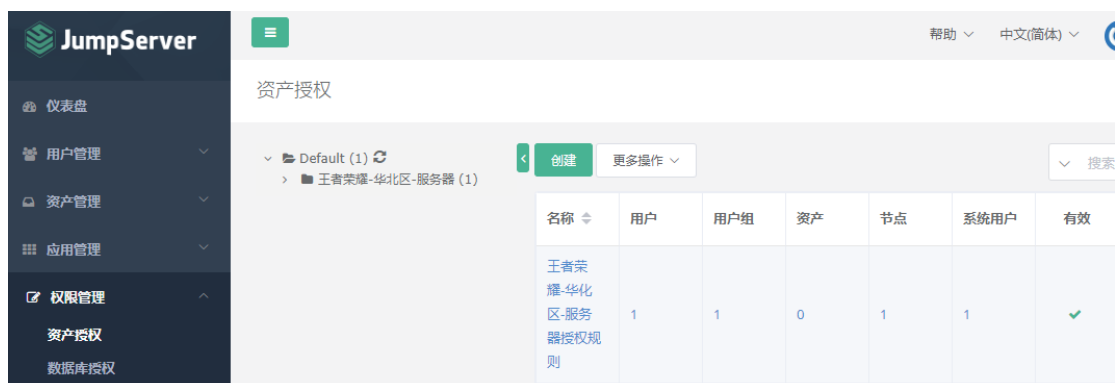 JumpServer
帮助
中文(简体)
资产授权
仪表盘
用户管理
资产管理
应用管理
权限管理
资产授权
数据库授权
Default (1)
王者荣耀-华北区-服务器 (1)
创建
更多操作
搜索
名称 用户 用户组 资产 节点 系统用户 有效
王者荣
耀-华化
区-服务
器授权规
则
1 1 0 1 1